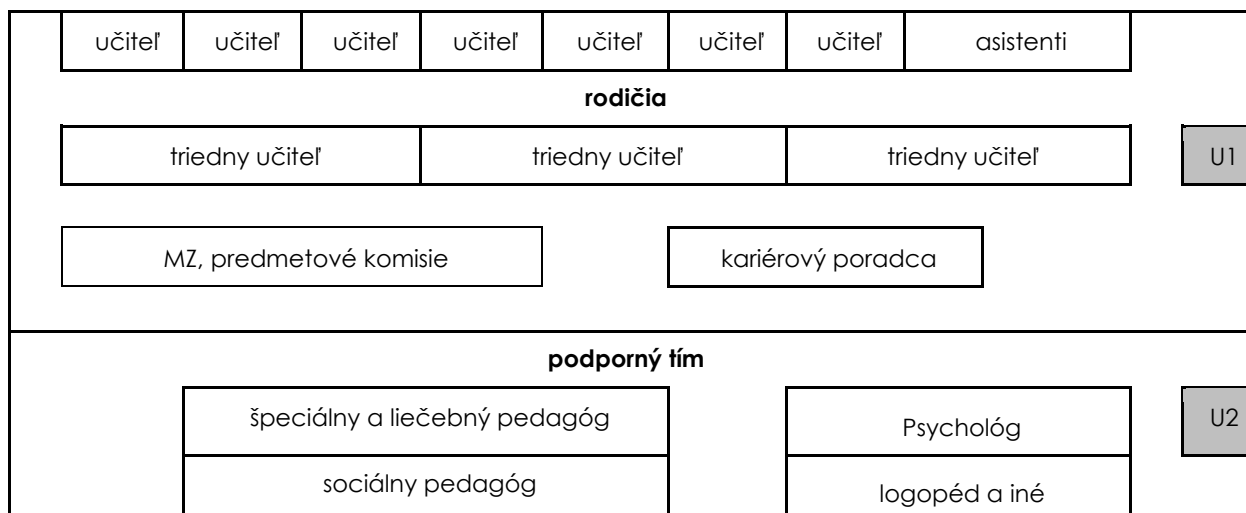 učiteľ učiteľ učiteľ učiteľ učiteľ učiteľ učiteľ asistenti
rodičia
triedny učiteľ triedny učiteľ triedny učiteľ U1
MZ, predmetové komisie kariérový poradca
podporný tím
špeciálny a liečebný pedagóg Psychológ U2
sociálny pedagóg logopéd a iné